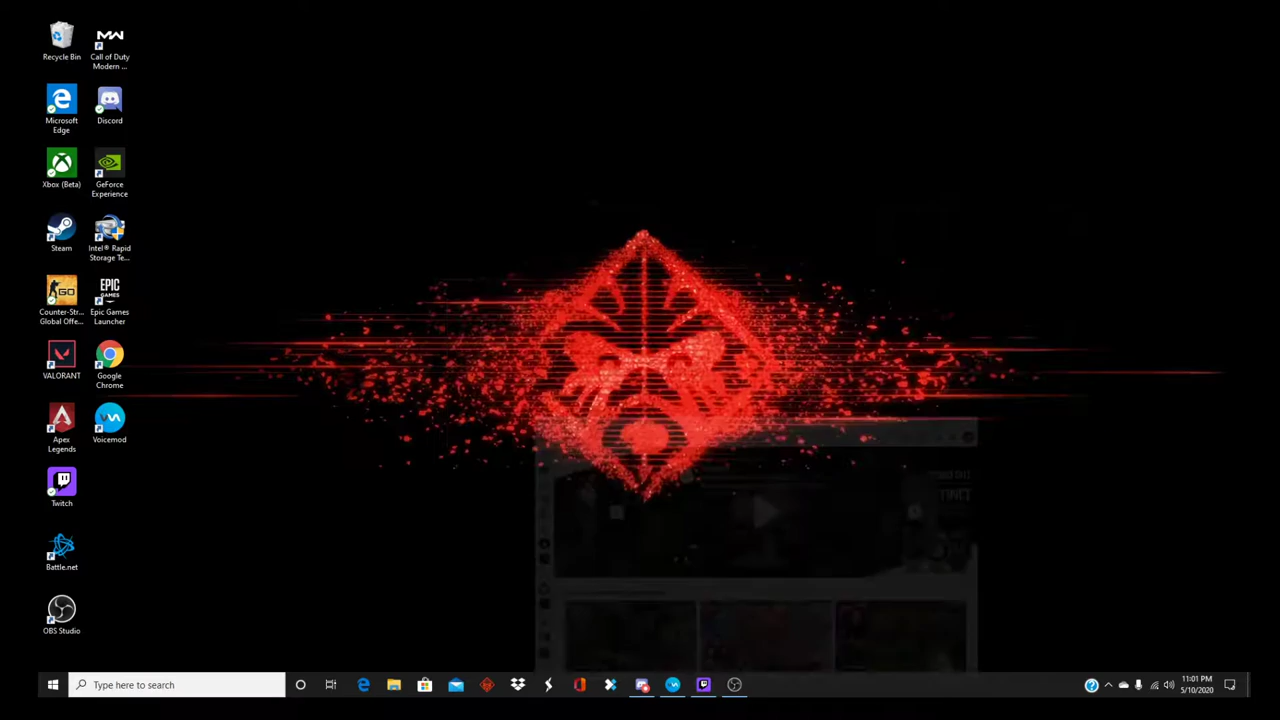 Recycle Bin
Call of Duty
Modern ...
Microsoft
Edge
Discord
Xbox (Beta)
GeForce
Experience
Steam
Intel® Rapid
Storage Te...
Counter-Str...
Global Offe...
EPIC
GAMES
Epic Games
Launcher
VALORANT
Google
Chrome
Apex
Legends
Voicemod
Twitch
Battle.net
OBS Studio
Type here to search
11:01 PM
5/10/2020